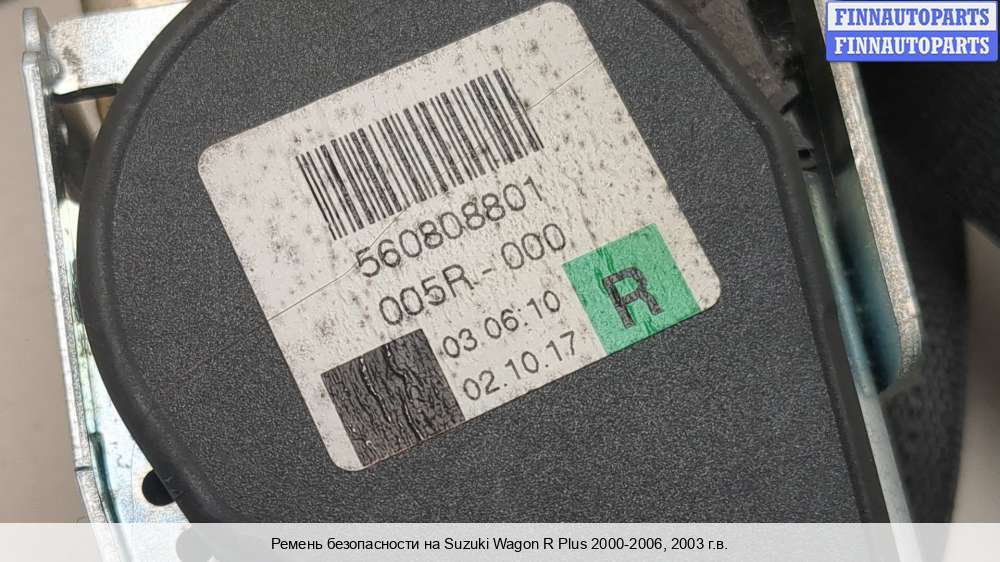 FINNAUTOPARTS
FINNAUTOPARTS
560808801
005R - 000
03.06.10
R
02.10.17
Ремень безопасности на Suzuki Wagon R Plus 2000-2006, 2003 г.в.